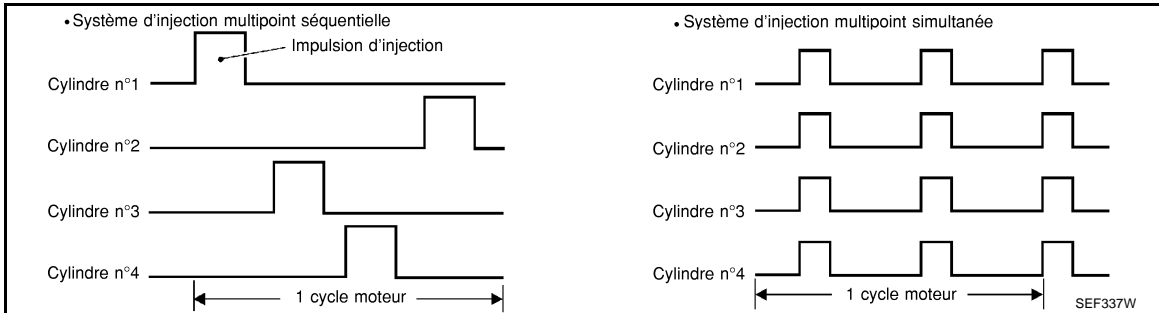 • Système d'injection multipoint séquentielle
Impulsion d'injection
Cylindre n°1
Cylindre n°2
Cylindre n°3
Cylindre n°4
1 cycle moteur
• Système d'injection multipoint simultanée
Cylindre n°1
Cylindre n°2
Cylindre n°3
Cylindre n°4
1 cycle moteur
SEF337W